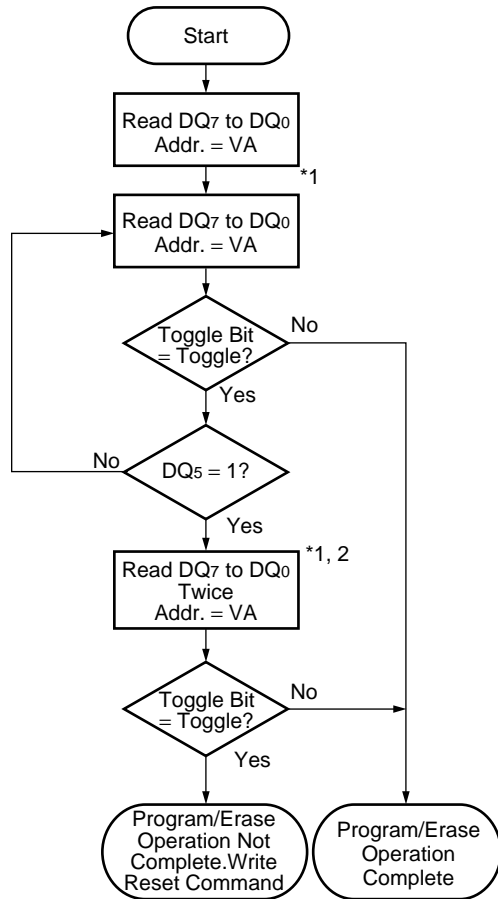 Start
Read DQ7 to DQ0
Addr. = VA
*1
Read DQ7 to DQ0
Addr. = VA
Toggle Bit
= Toggle?
No
Yes
DQ5 = 1?
No
Yes
*1, 2
Read DQ7 to DQ0
Twice
Addr. = VA
Toggle Bit
= Toggle?
No
Yes
Program/Erase
Operation Not
Complete.Write
Reset Command
Program/Erase
Operation
Complete